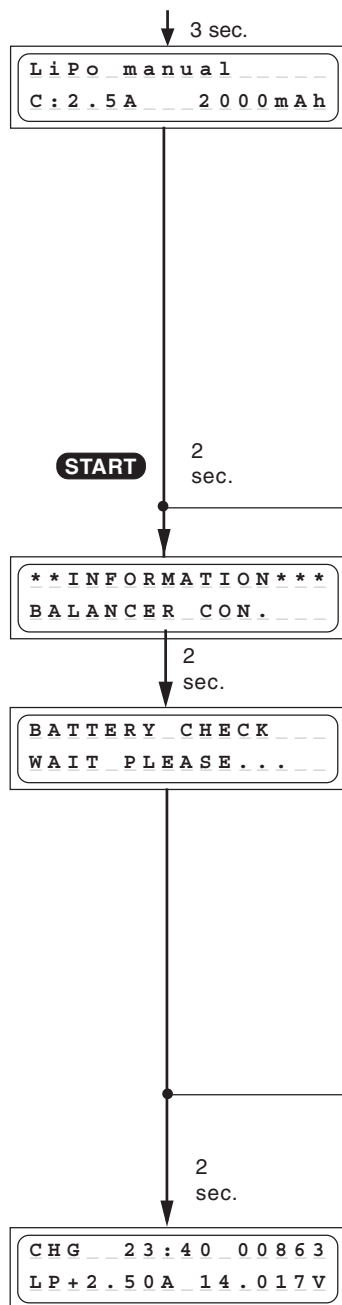 3 sec.
LiPo manual
C:2.5A 2000mAh
START
2
sec.
**INFORMATION***
BALANCER CON.
2
sec.
BATTERY CHECK
WAIT PLEASE...
2
sec.
CHG 23:40 00863
LP+2.50A 14.017V